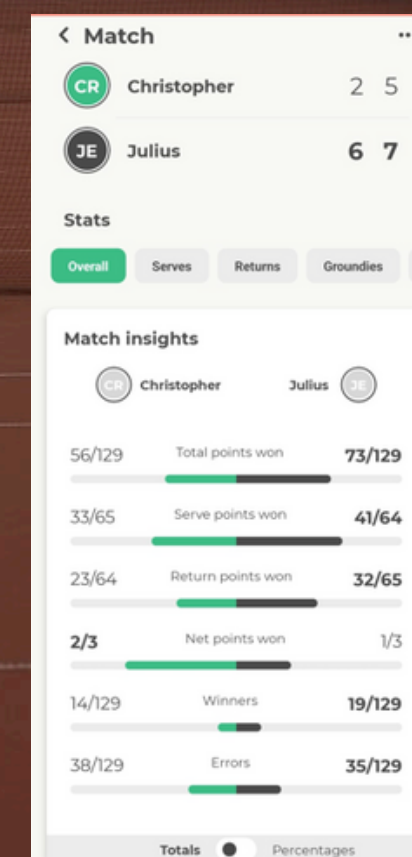 < Match
CR Christopher 2 5
JE Julius 6 7
Stats
Overall Serves Returns Groundies
Match insights
CR Christopher Julius JE
56/129 Total points won 73/129
33/65 Serve points won 41/64
23/64 Return points won 32/65
2/3 Net points won 1/3
14/129 Winners 19/129
38/129 Errors 35/129
Totals Percentages